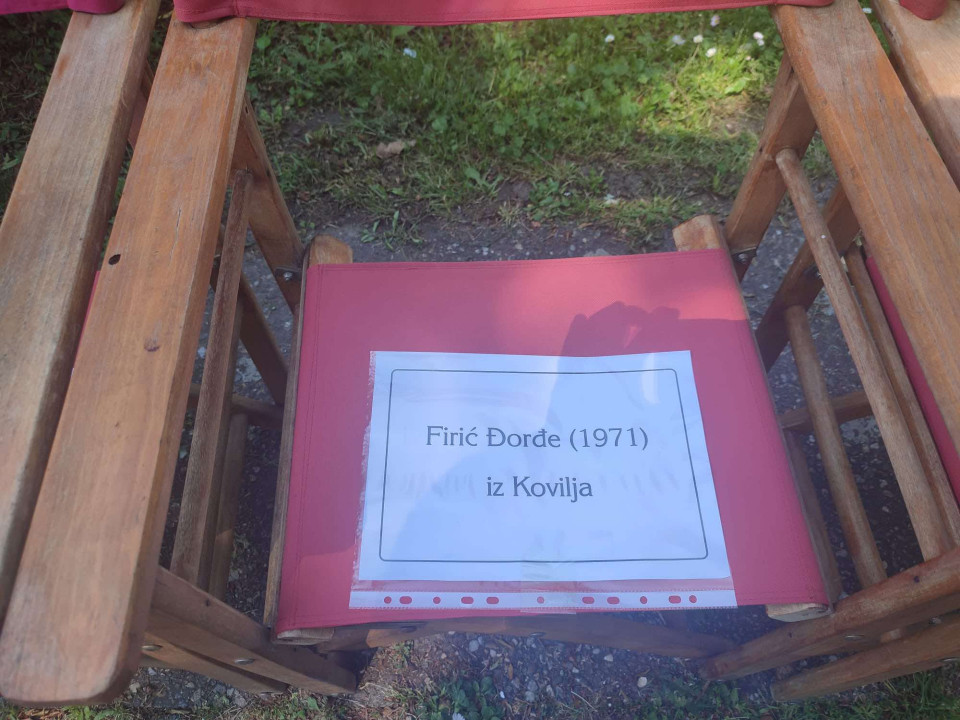 Firić Đorđe (1971)
iz Kovilja